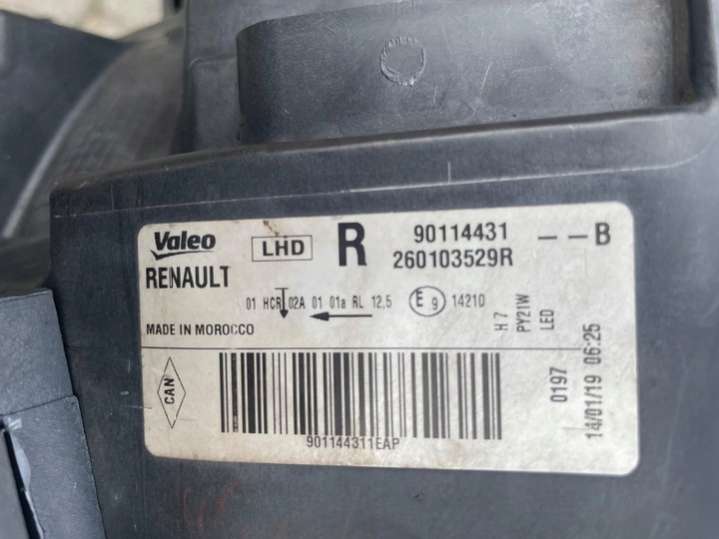 Valeo LHD R 90114431 --B
RENAULT 260103529R
01 HCR 02A 01 01a RL 12,5 E9 14210
H7
PY21W
LED
MADE IN MOROCCO
CAN
901144311EAP
0197
14/01/19 06:25